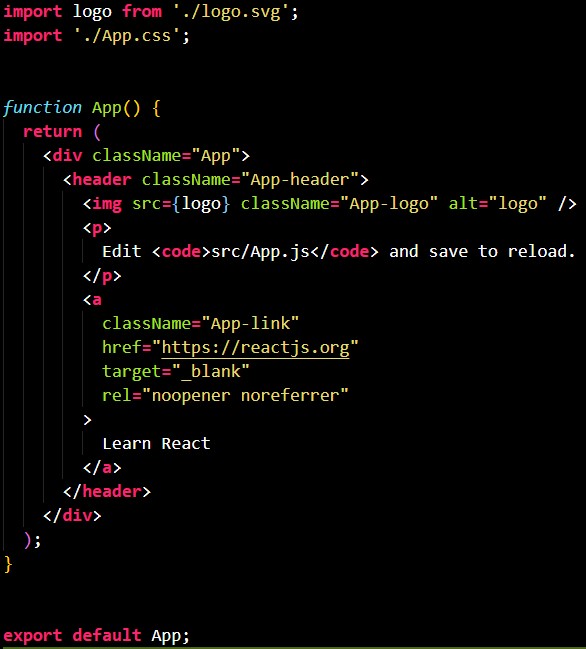 import logo from './logo.svg';
import './App.css';

function App() {
  return (
    <div className="App">
      <header className="App-header">
        <img src={logo} className="App-logo" alt="logo" />
        <p>
          Edit <code>src/App.js</code> and save to reload.
        </p>
        <a
          className="App-link"
          href="https://reactjs.org"
          target="_blank"
          rel="noopener noreferrer"
        >
          Learn React
        </a>
      </header>
    </div>
  );
}

export default App;